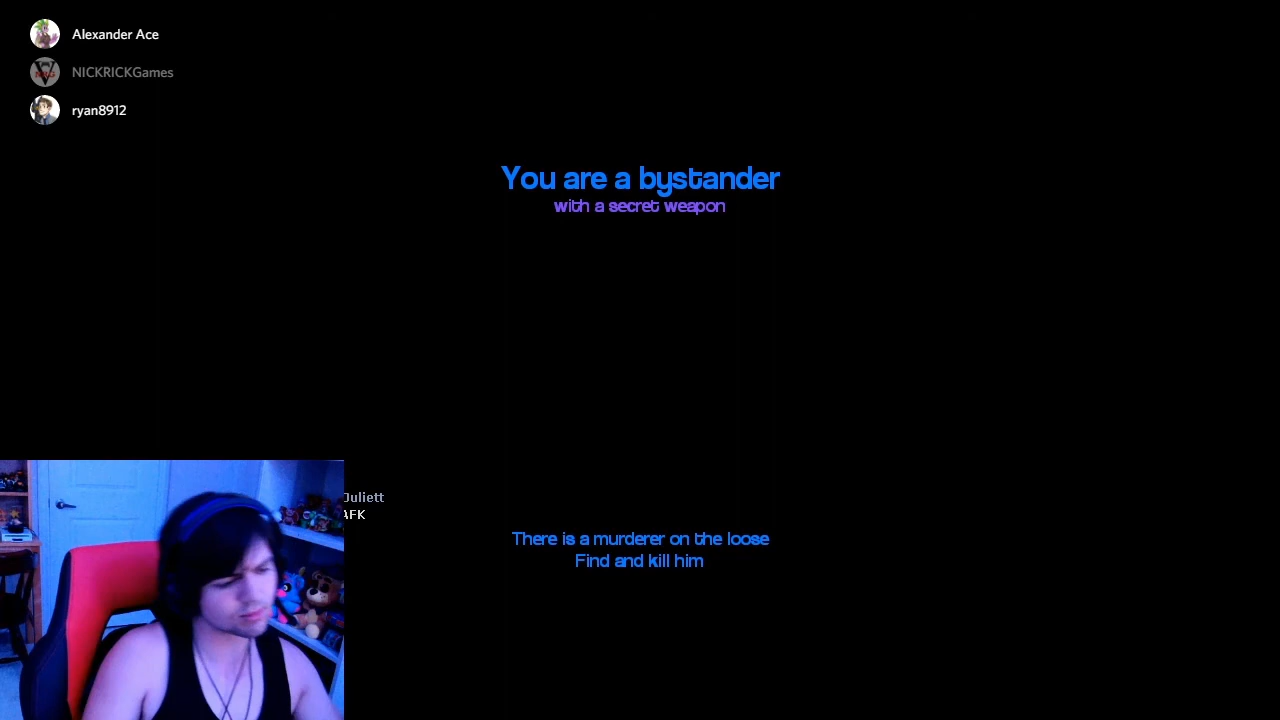 Alexander Ace
NICKRICKGames
ryan8912
You are a bystander
with a secret weapon
Juliett
AFK
There is a murderer on the loose
Find and kill him